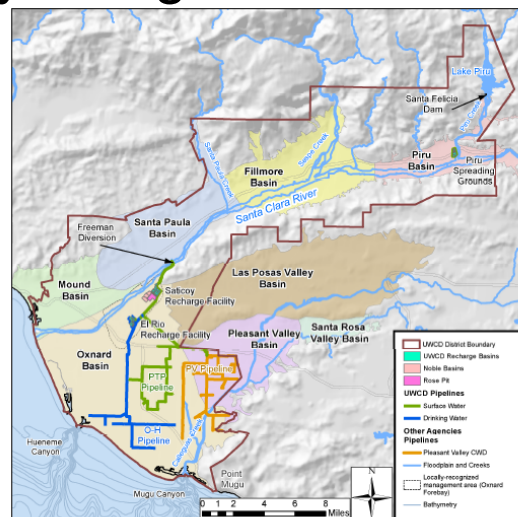 Lake Piru
Santa Felicia
Dam
Piru Creek
Santa Paula Creek
Sespe Creek
Piru
Basin
Fillmore
Basin
Piru
Spreading
Grounds
Santa Clara River
Santa Paula
Basin
Freeman
Diversion
Las Posas Valley
Basin
Mound
Basin
Saticoy
Recharge Facility
El Rio
Recharge Facility
Pleasant Valley
Basin
Santa Rosa
Valley Basin
Oxnard
Basin
PTP
Pipeline
PV Pipeline
O-H
Pipeline
Calleguas Creek
Hueneme
Canyon
Mugu Canyon
Point
Mugu
UWCD District Boundary
UWCD Recharge Basins
Noble Basins
Rose Pit
UWCD Pipelines
Surface Water
Drinking Water
Other Agencies
Pipelines
Pleasant Valley CWD
Floodplain and Creeks
Locally-recognized
management area (Oxnard
Forebay)
Bathymetry
N
0 2 4 6 8
Miles